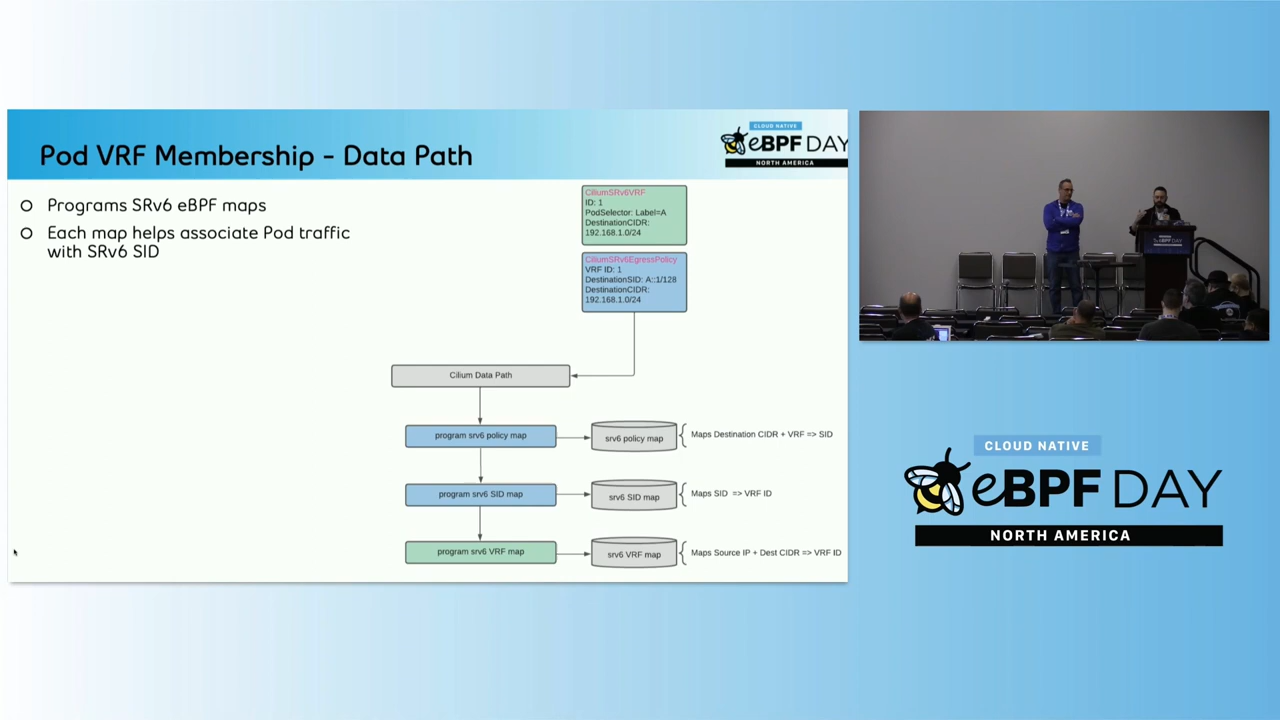 Pod VRF Membership - Data Path
CLOUD NATIVE
eBPF DAY
NORTH AMERICA
Programs SRv6 eBPF maps
Each map helps associate Pod traffic
with SRv6 SID
CiliumSRv6VRF
ID: 1
PodSelector: Label=A
DestinationCIDR:
192.168.1.0/24
CiliumSRv6EgressPolicy
VRF ID: 1
DestinationSID: A::1/128
DestinationCIDR:
192.168.1.0/24
Cilium Data Path
program srv6 policy map
srv6 policy map
Maps Destination CIDR + VRF => SID
program srv6 SID map
srv6 SID map
Maps SID => VRF ID
program srv6 VRF map
srv6 VRF map
Maps Source IP + Dest CIDR => VRF ID
eBPF DAY
CLOUD NATIVE
eBPF DAY
NORTH AMERICA